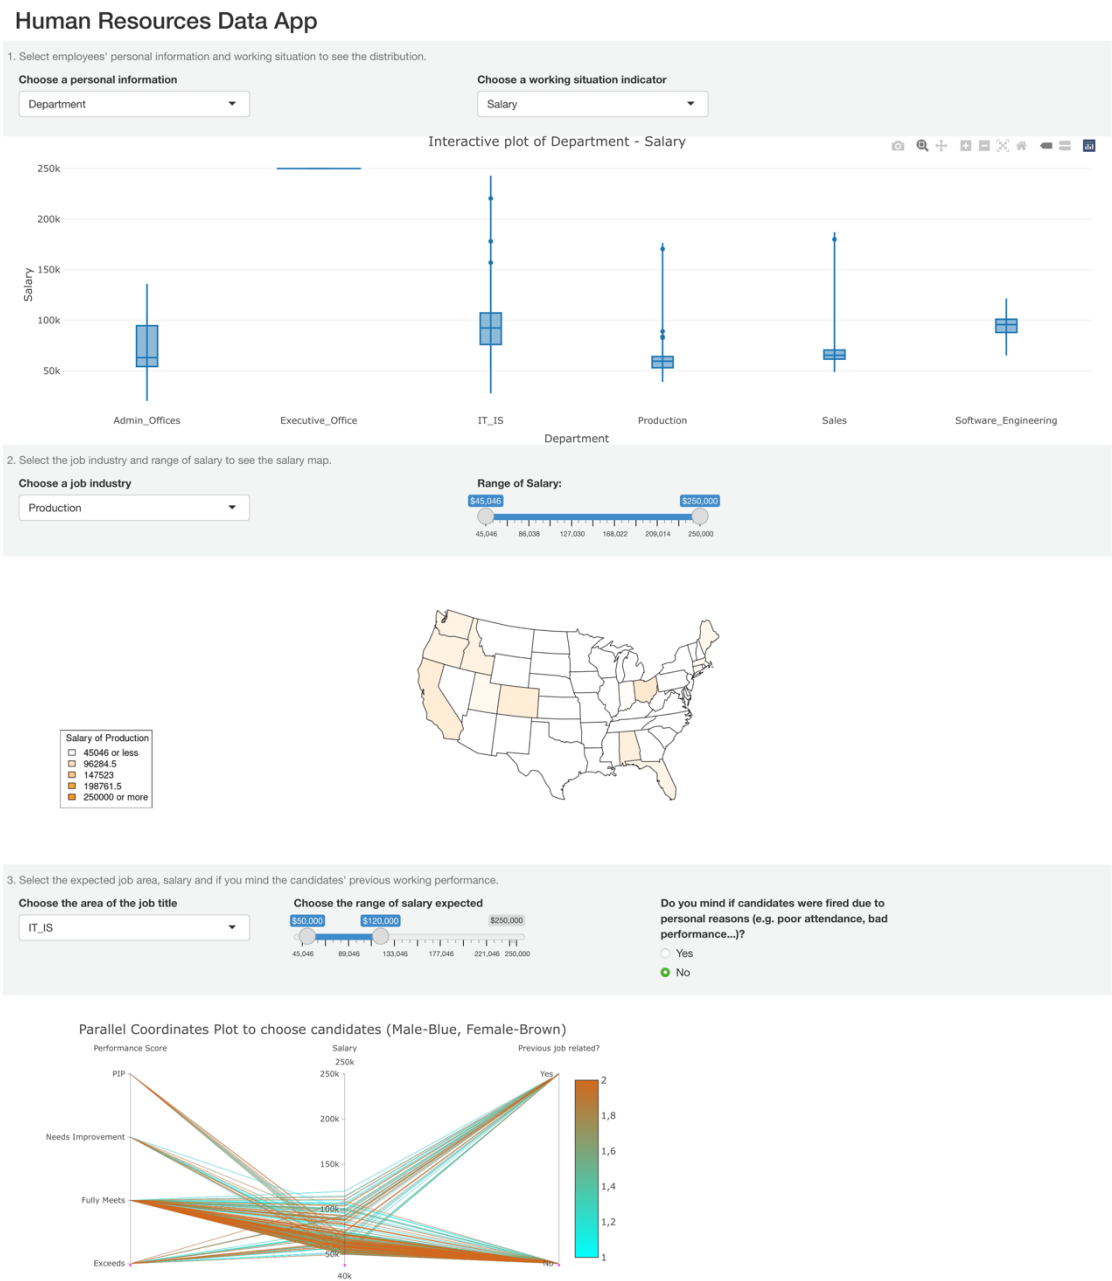 Human Resources Data App
1. Select employees' personal information and working situation to see the distribution.
Choose a personal information
Choose a working situation indicator
Department
Salary
Interactive plot of Department - Salary
250k
200k
150k
100k
50k
Salary
Admin_Offices
Executive_Office
IT_IS
Production
Sales
Software_Engineering
Department
2. Select the job industry and range of salary to see the salary map.
Choose a job industry
Range of Salary:
Production
$45,046
$250,000
45,046
86,038
127,030
168,022
209,014
250,000
Salary of Production
45046 or less
96284.5
147523
198761.5
250000 or more
3. Select the expected job area, salary and if you mind the candidates' previous working performance.
Choose the area of the job title
IT_IS
Choose the range of salary expected
$50,000
$120,000
$250,000
45,046
89,046
133,046
177,046
221,046
250,000
Do you mind if candidates were fired due to
personal reasons (e.g. poor attendance, bad
performance...)?
Yes
No
Parallel Coordinates Plot to choose candidates (Male-Blue, Female-Brown)
Performance Score
Salary
Previous job related?
250k
PIP
Needs Improvement
Fully Meets
Exceeds
250k
200k
150k
100k
50k
40k
Yes
No
2
1,8
1,6
1,4
1,2
1